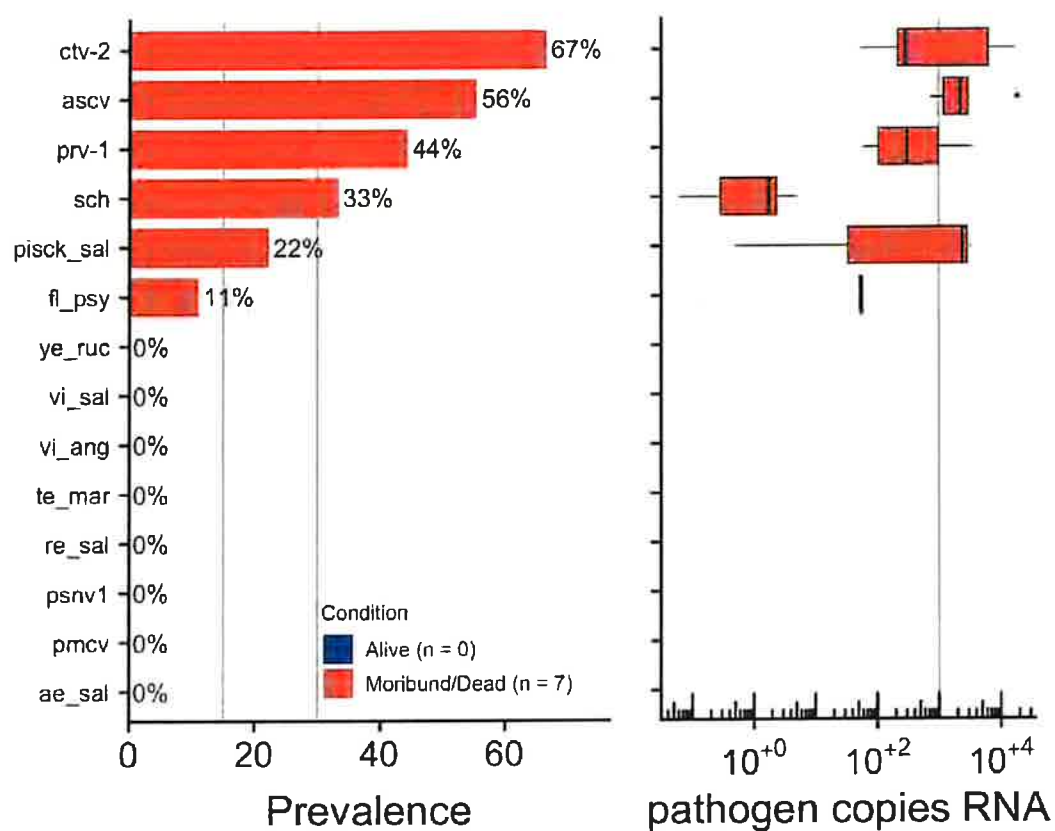 ctv-2 67%
ascv 56%
prv-1 44%
sch 33%
pisck_sal 22%
fl_psy 11%
ye_ruc 0%
vi_sal 0%
vi_ang 0%
te_mar 0%
re_sal 0%
psnv1 0%
pmcv 0%
ae_sal 0%
Condition
Alive (n = 0)
Moribund/Dead (n = 7)
0 20 40 60
Prevalence
10+0 10+2 10+4
pathogen copies RNA